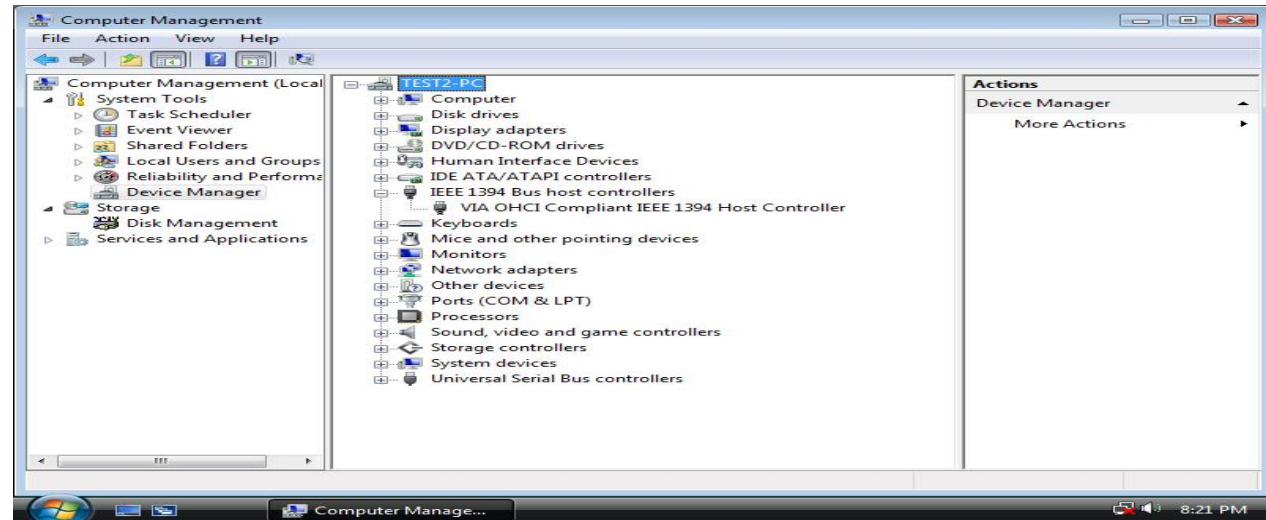 Computer Management
File Action View Help
Computer Management (Local
System Tools
Task Scheduler
Event Viewer
Shared Folders
Local Users and Groups
Reliability and Performa
Device Manager
Storage
Disk Management
Services and Applications
TEST2-PC
Computer
Disk drives
Display adapters
DVD/CD-ROM drives
Human Interface Devices
IDE ATA/ATAPI controllers
IEEE 1394 Bus host controllers
VIA OHCI Compliant IEEE 1394 Host Controller
Keyboards
Mice and other pointing devices
Monitors
Network adapters
Other devices
Ports (COM & LPT)
Processors
Sound, video and game controllers
Storage controllers
System devices
Universal Serial Bus controllers
Actions
Device Manager
More Actions
Computer Manage...
8:21 PM